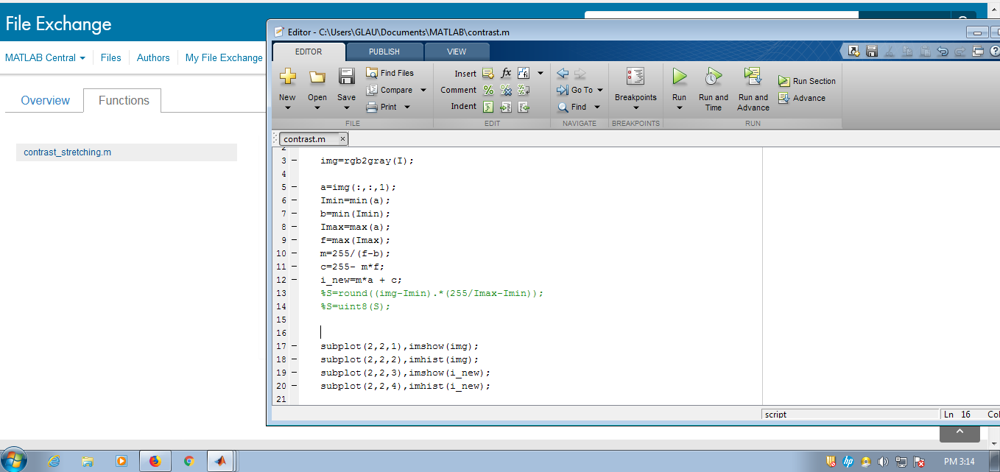 File Exchange
MATLAB Central
Files
Authors
My File Exchange
Overview
Functions
contrast_stretching.m
Editor - C:\Users\GLAU\Documents\MATLAB\contrast.m
EDITOR
PUBLISH
VIEW
New
Open
Save
Find Files
Compare
Print
FILE
Insert
fx
Comment
Indent
EDIT
Go To
Find
NAVIGATE
Breakpoints
BREAKPOINTS
Run
Run and Time
Run and Advance
Run Section
Advance
RUN
contrast.m
2
3 – img=rgb2gray(I);
4
5 – a=img(:,:,1);
6 – Imin=min(a);
7 – b=min(Imin);
8 – Imax=max(a);
9 – f=max(Imax);
10 – m=255/(f-b);
11 – c=255- m*f;
12 – i_new=m*a + c;
13 %S=round((img-Imin).*(255/Imax-Imin));
14 %S=uint8(S);
15
16
17 – subplot(2,2,1),imshow(img);
18 – subplot(2,2,2),imhist(img);
19 – subplot(2,2,3),imshow(i_new);
20 – subplot(2,2,4),imhist(i_new);
21
script
Ln 16
Col
hp
PM 3:14